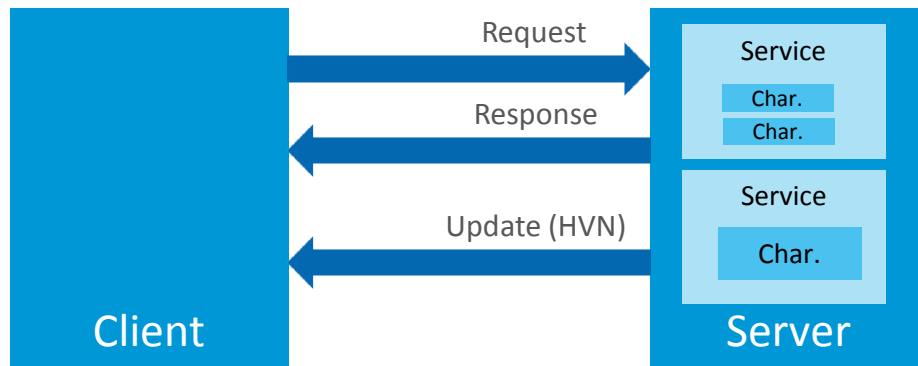 Request
Response
Update (HVN)
Client
Service
Char.
Char.
Service
Char.
Server